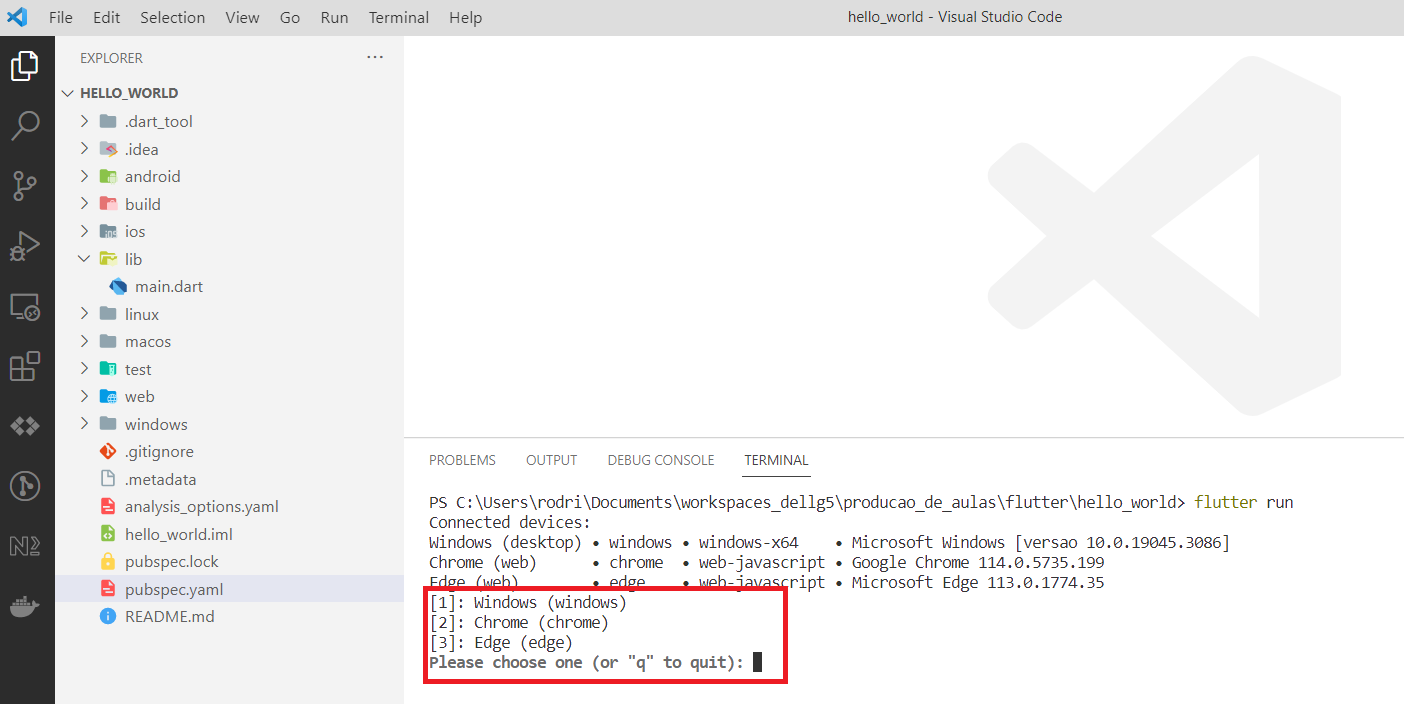 File Edit Selection View Go Run Terminal Help
hello_world - Visual Studio Code
EXPLORER
HELLO_WORLD
.dart_tool
.idea
android
build
ios
lib
main.dart
linux
macos
test
web
windows
.gitignore
.metadata
analysis_options.yaml
hello_world.iml
pubspec.lock
pubspec.yaml
README.md
PROBLEMS OUTPUT DEBUG CONSOLE TERMINAL
PS C:\Users\rodri\Documents\workspaces_dellg5\producao_de_aulas\flutter\hello_world> flutter run
Connected devices:
Windows (desktop) • windows • windows-x64 • Microsoft Windows [versao 10.0.19045.3086]
Chrome (web) • chrome • web-javascript • Google Chrome 114.0.5735.199
Edge (web) • edge • web-javascript • Microsoft Edge 113.0.1774.35
[1]: Windows (windows)
[2]: Chrome (chrome)
[3]: Edge (edge)
Please choose one (or "q" to quit):